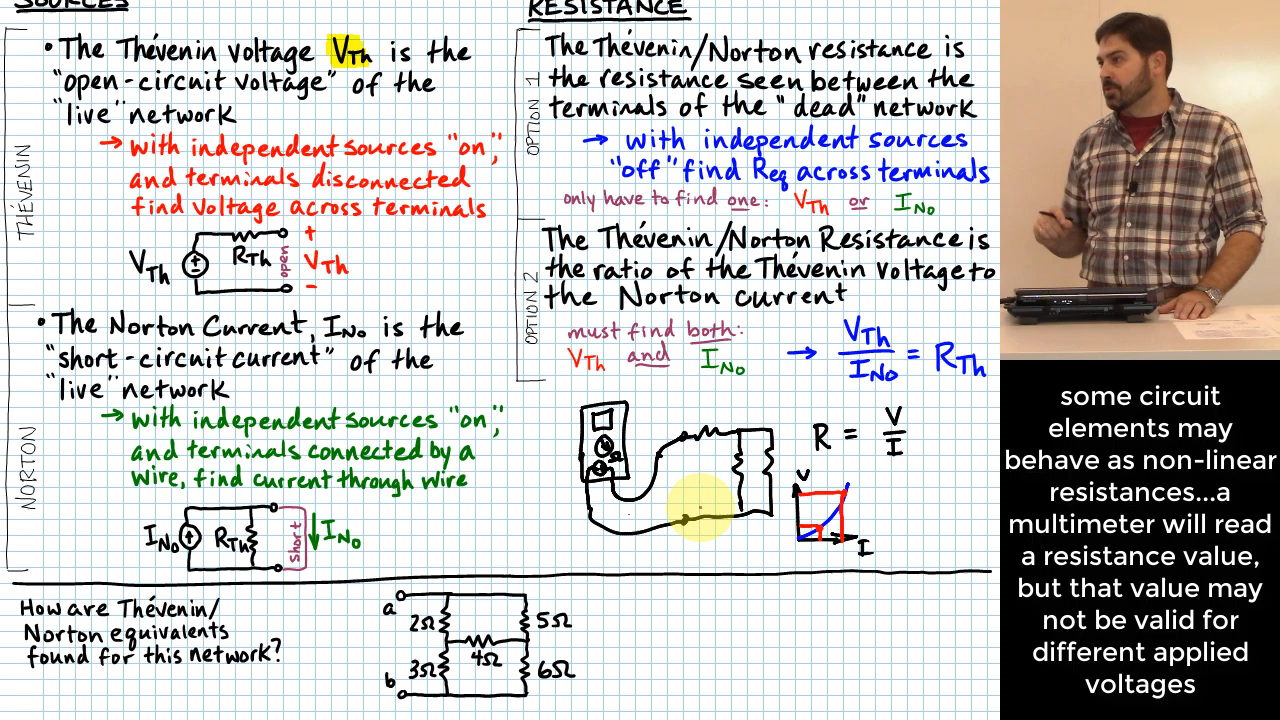 SOURCES
THÉVENIN
• The Thévenin voltage VTh is the
"open-circuit voltage" of the
"live" network
→ with independent sources "on,"
and terminals disconnected
find voltage across terminals
VTh
RTh
open
+
VTh
-
NORTON
• The Norton Current, INo is the
"short-circuit current" of the
"live" network
→ with independent sources "on,"
and terminals connected by a
wire, find current through wire
INo
RTh
short
INo
RESISTANCE
OPTION 1
The Thévenin/Norton resistance is
the resistance seen between the
terminals of the "dead" network
→ with independent sources
"off" find Req across terminals
only have to find one: VTh or INo
OPTION 2
The Thévenin/Norton Resistance is
the ratio of the Thévenin voltage to
the Norton current
must find both:
VTh and INo
→ VTh/INo = RTh
Ω
R = V/I
V
I
How are Thévenin/
Norton equivalents
found for this network?
a
2Ω
5Ω
4Ω
3Ω
6Ω
b
some circuit
elements may
behave as non-linear
resistances...a
multimeter will read
a resistance value,
but that value may
not be valid for
different applied
voltages